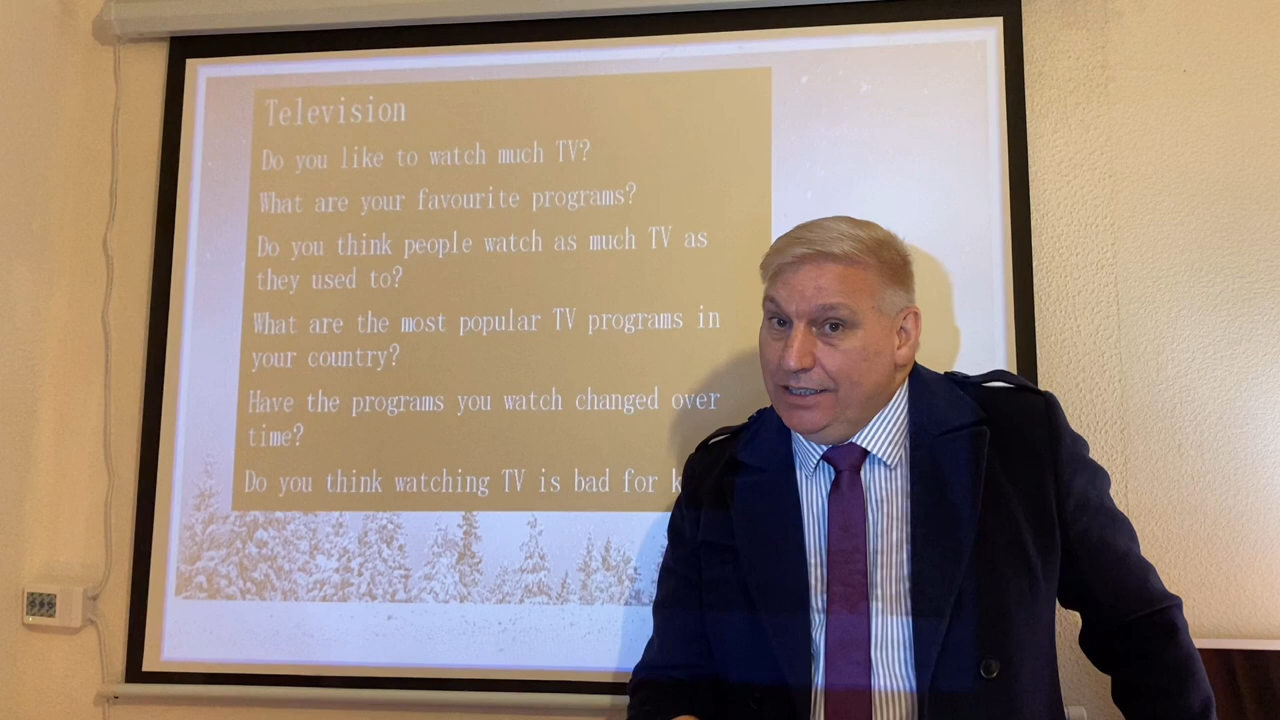 Television
Do you like to watch much TV?
What are your favourite programs?
Do you think people watch as much TV as
they used to?
What are the most popular TV programs in
your country?
Have the programs you watch changed over
time?
Do you think watching TV is bad for